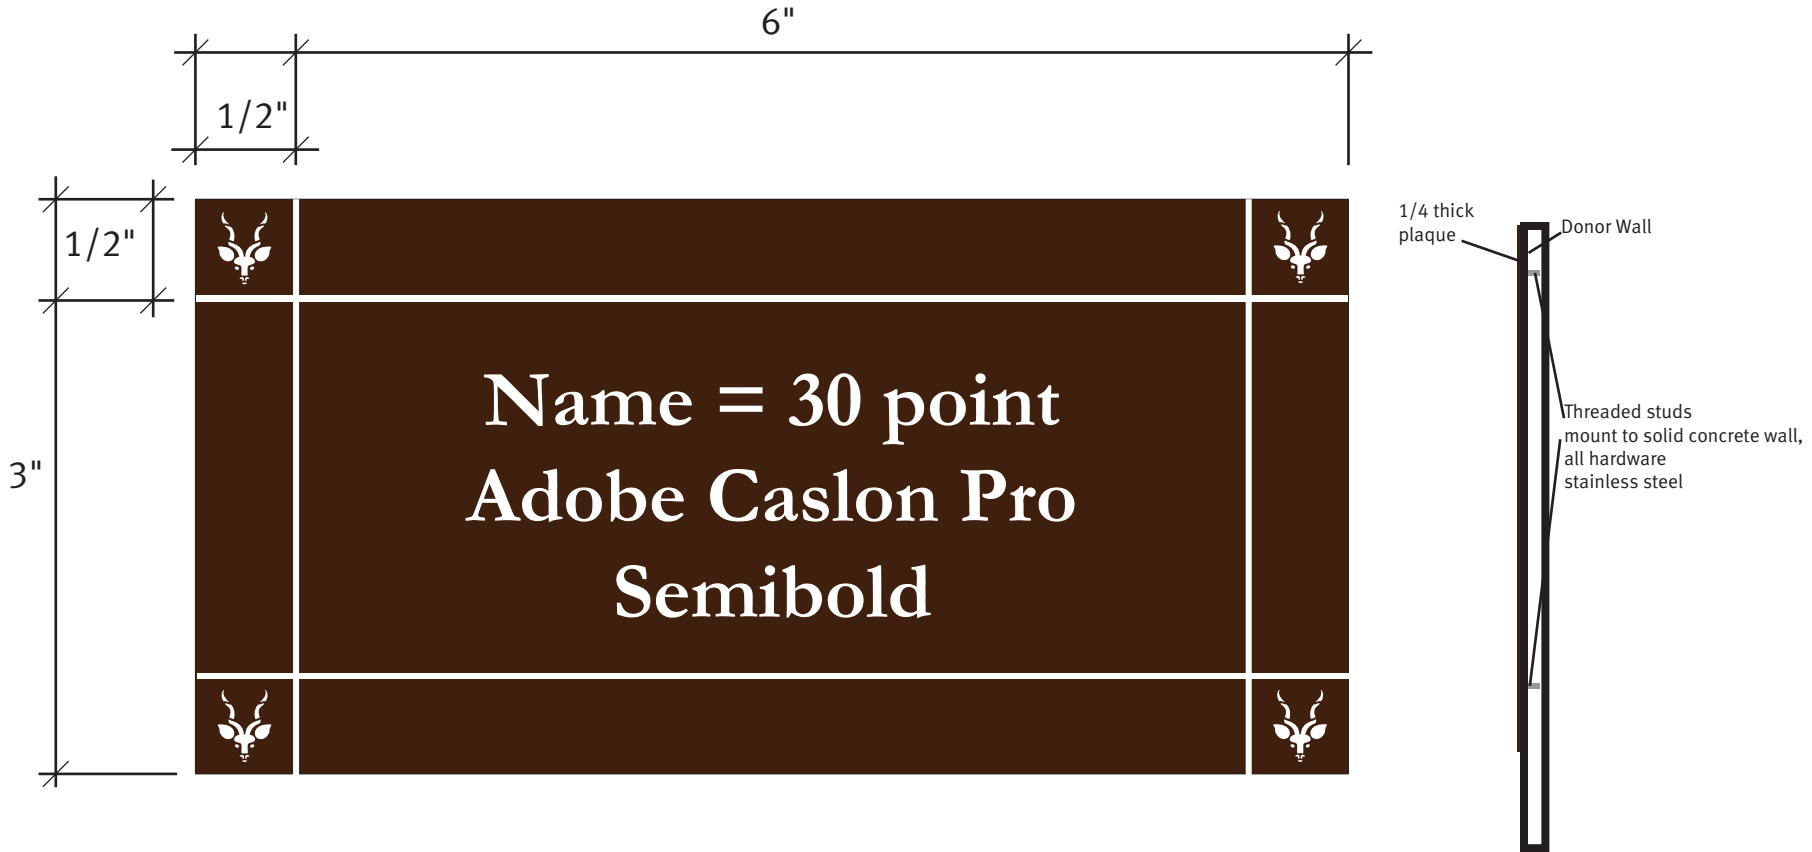 6"
1/2"
1/2"
3"
Name = 30 point
Adobe Caslon Pro
Semibold
1/4 thick
plaque
Donor Wall
Threaded studs
mount to solid concrete wall,
all hardware
stainless steel